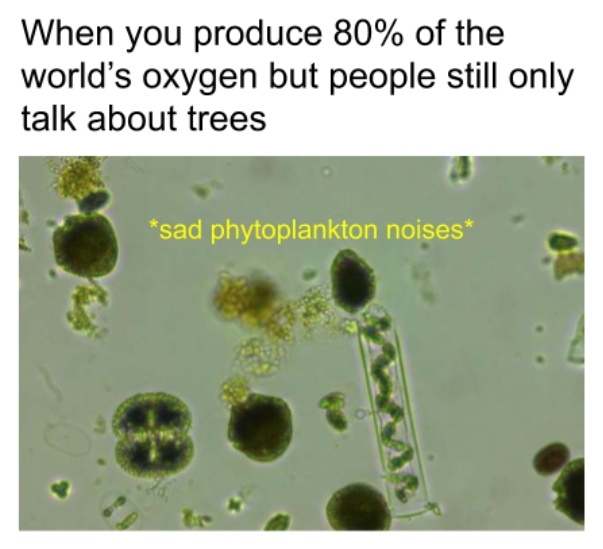 When you produce 80% of the
world's oxygen but people still only
talk about trees
*sad phytoplankton noises*